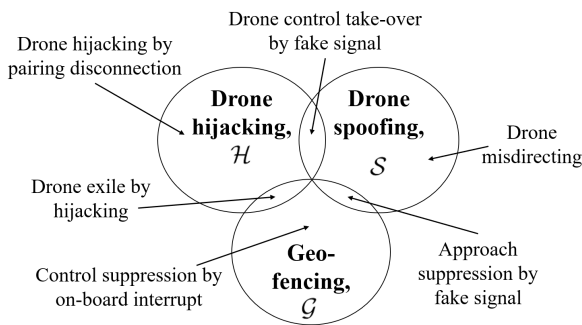 Drone hijacking by
pairing disconnection
Drone control take-over
by fake signal
Drone
hijacking,
ℋ
Drone
spoofing,
𝒮
Drone
misdirecting
Drone exile by
hijacking
Control suppression by
on-board interrupt
Geo-
fencing,
𝒢
Approach
suppression by
fake signal